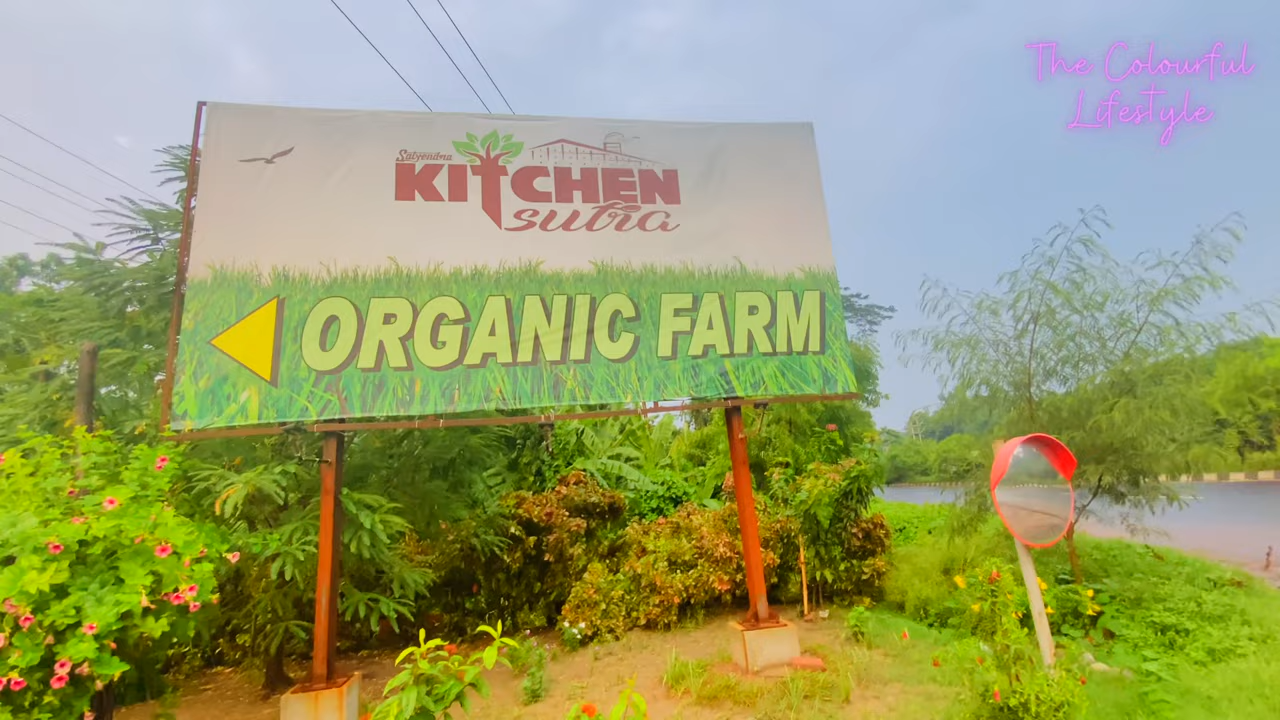 The Colourful
Lifestyle
Satyendra
KITCHEN
sutra
ORGANIC FARM